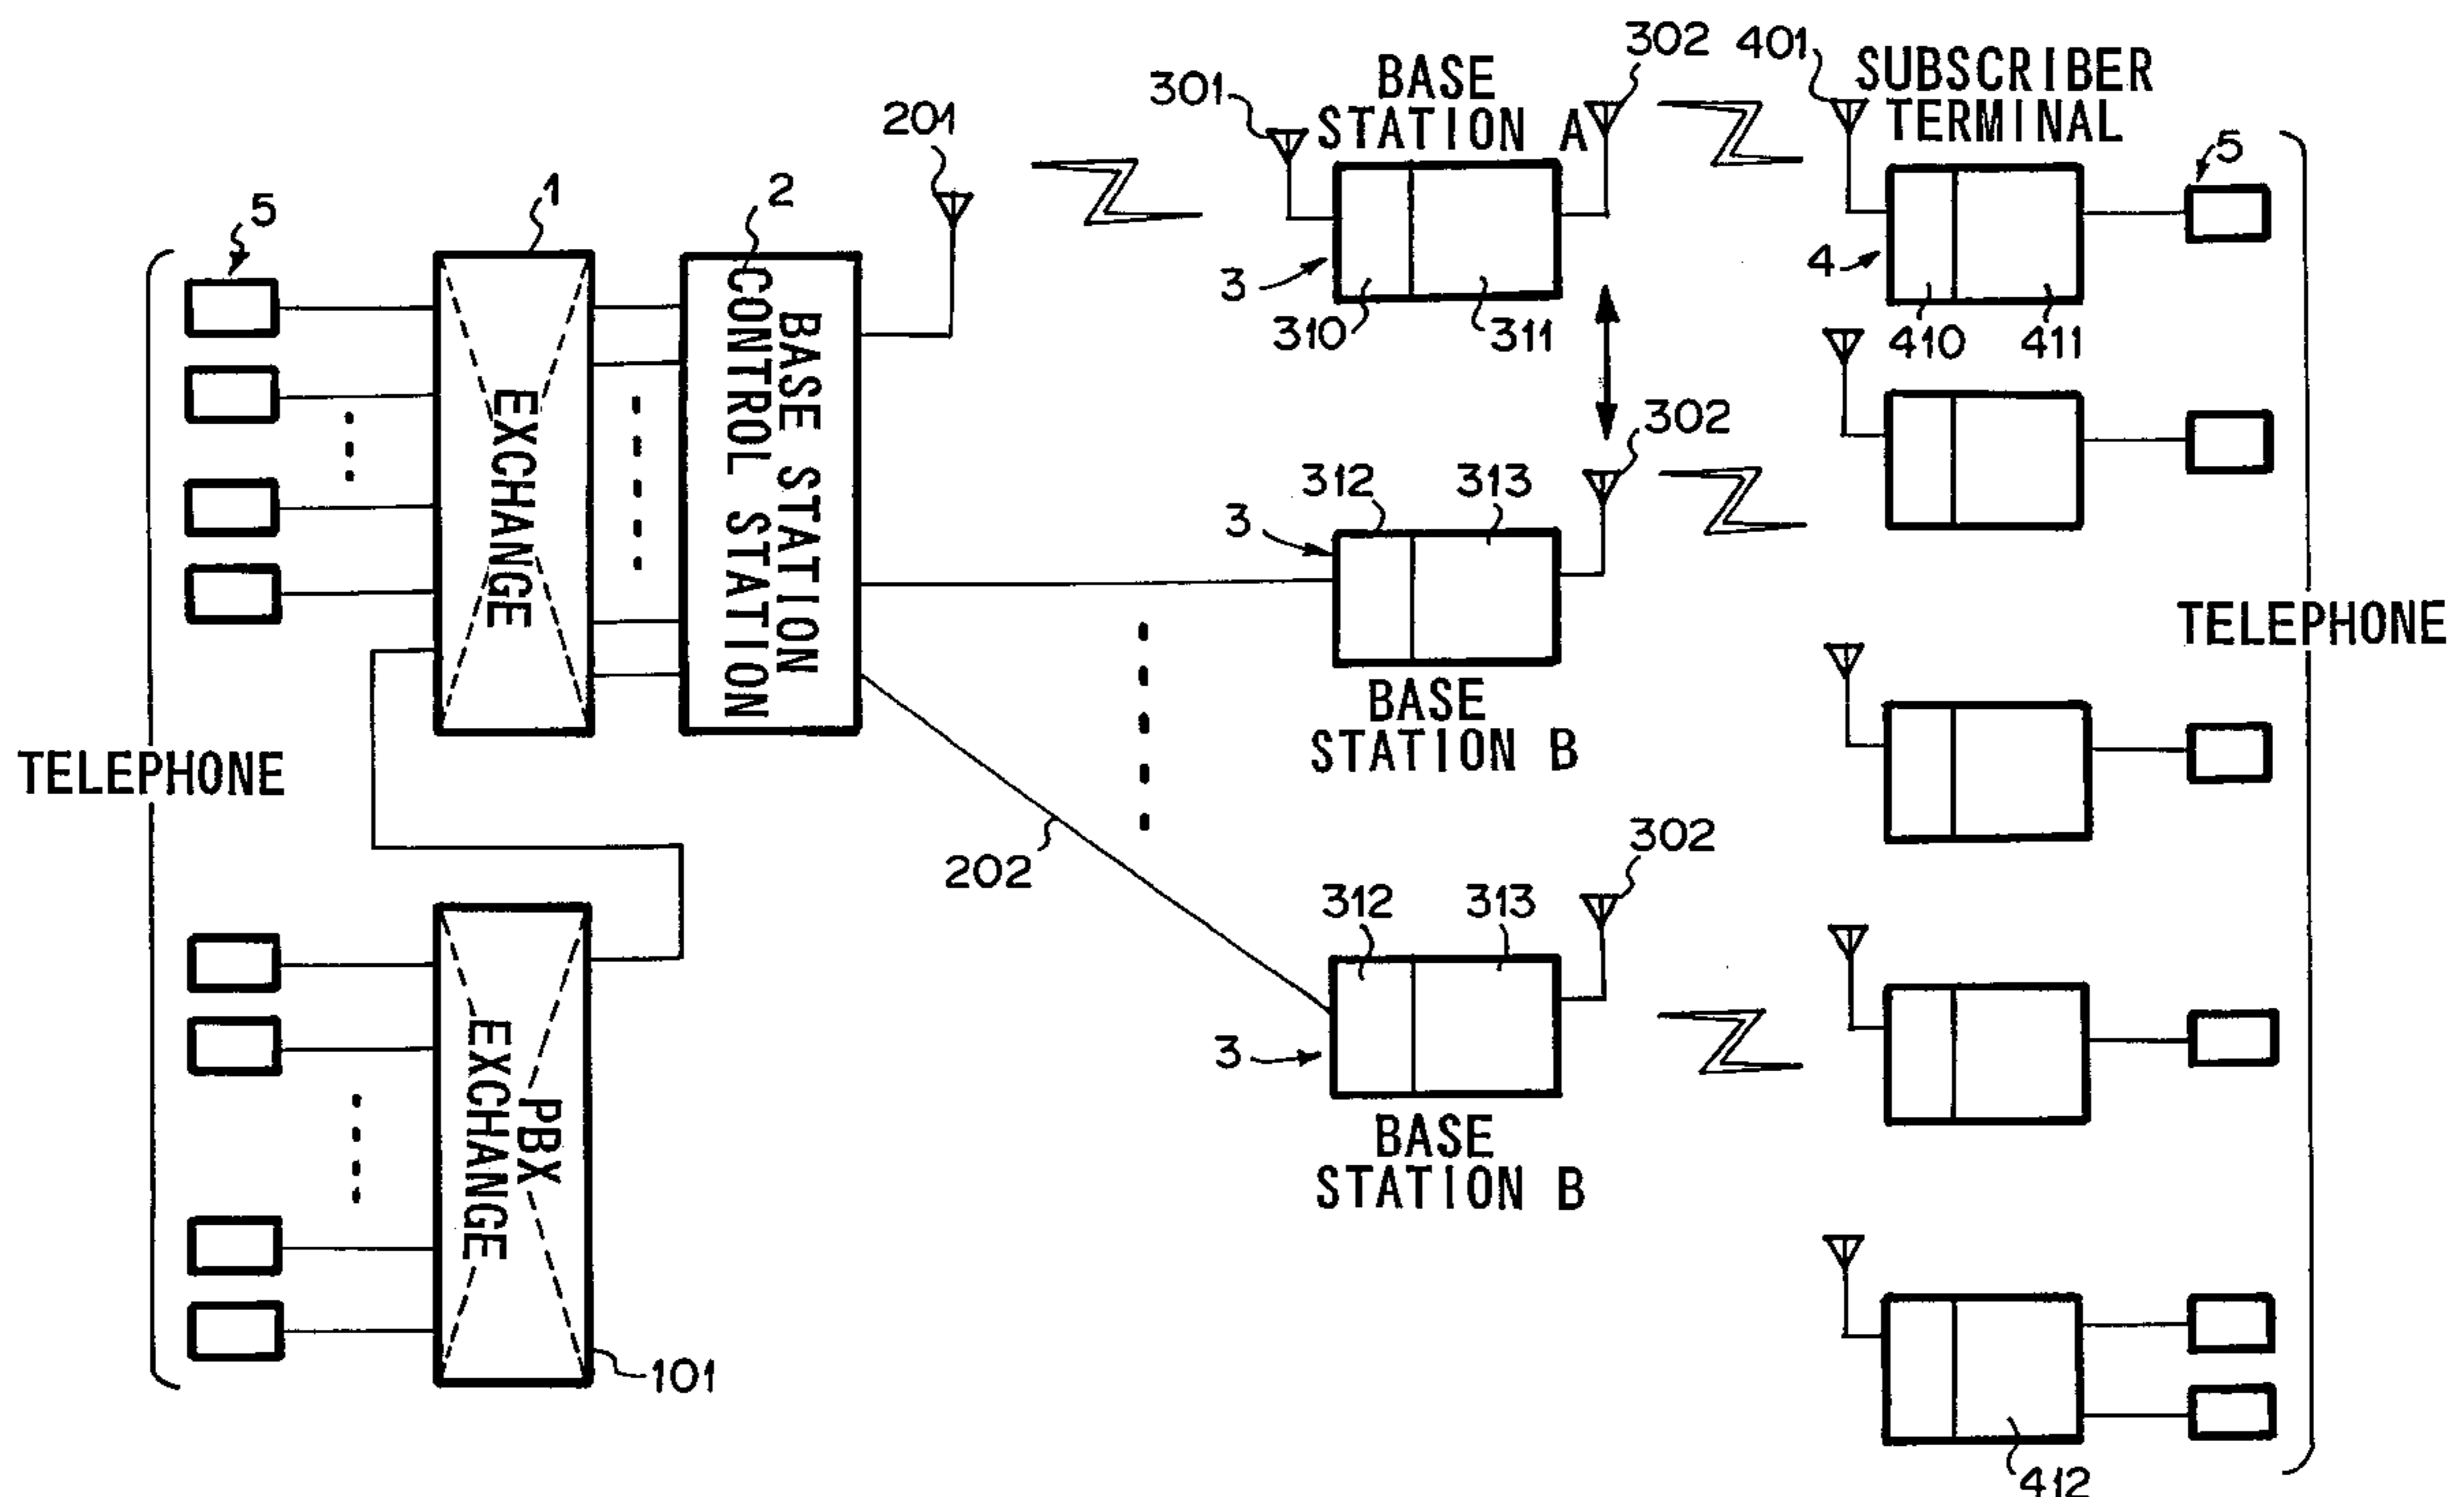 302
401
SUBSCRIBER
TERMINAL
BASE
STATION A
301
201
5
5
1
2
3
310
311
4
410
411
EXCHANGE
BASE STATION
CONTROL STATION
302
312
313
3
BASE
STATION B
TELEPHONE
TELEPHONE
202
302
312
313
3
BASE
STATION B
PBX
EXCHANGE
101
412